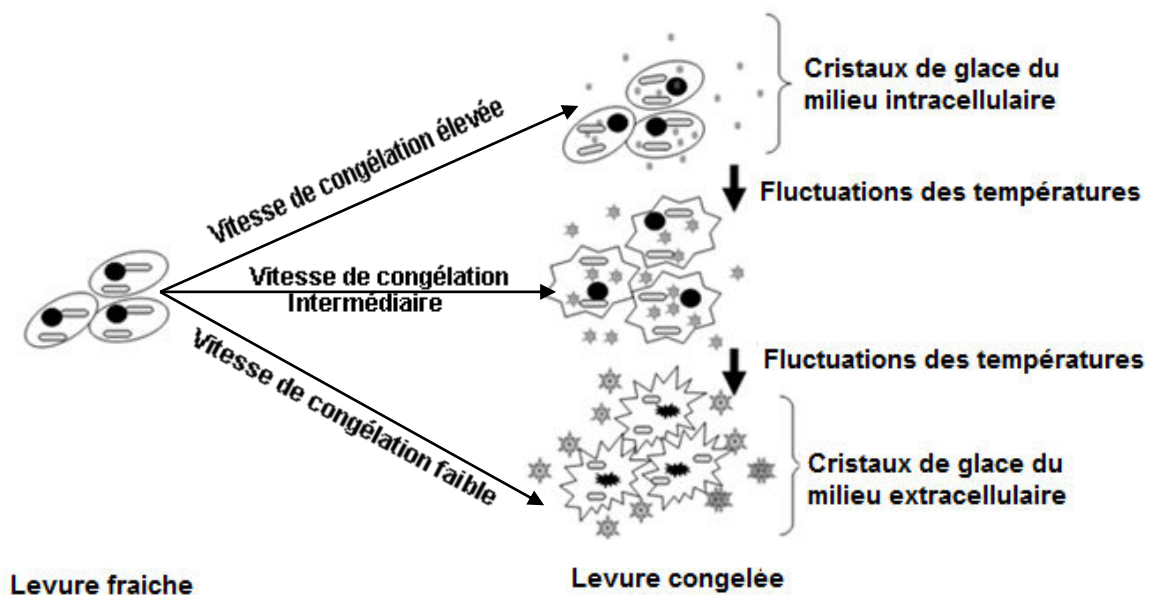 Cristaux de glace du
milieu intracellulaire
Vitesse de congélation élevée
Fluctuations des températures
Vitesse de congélation
Intermédiaire
Fluctuations des températures
Vitesse de congélation faible
Cristaux de glace du
milieu extracellulaire
Levure fraiche
Levure congelée